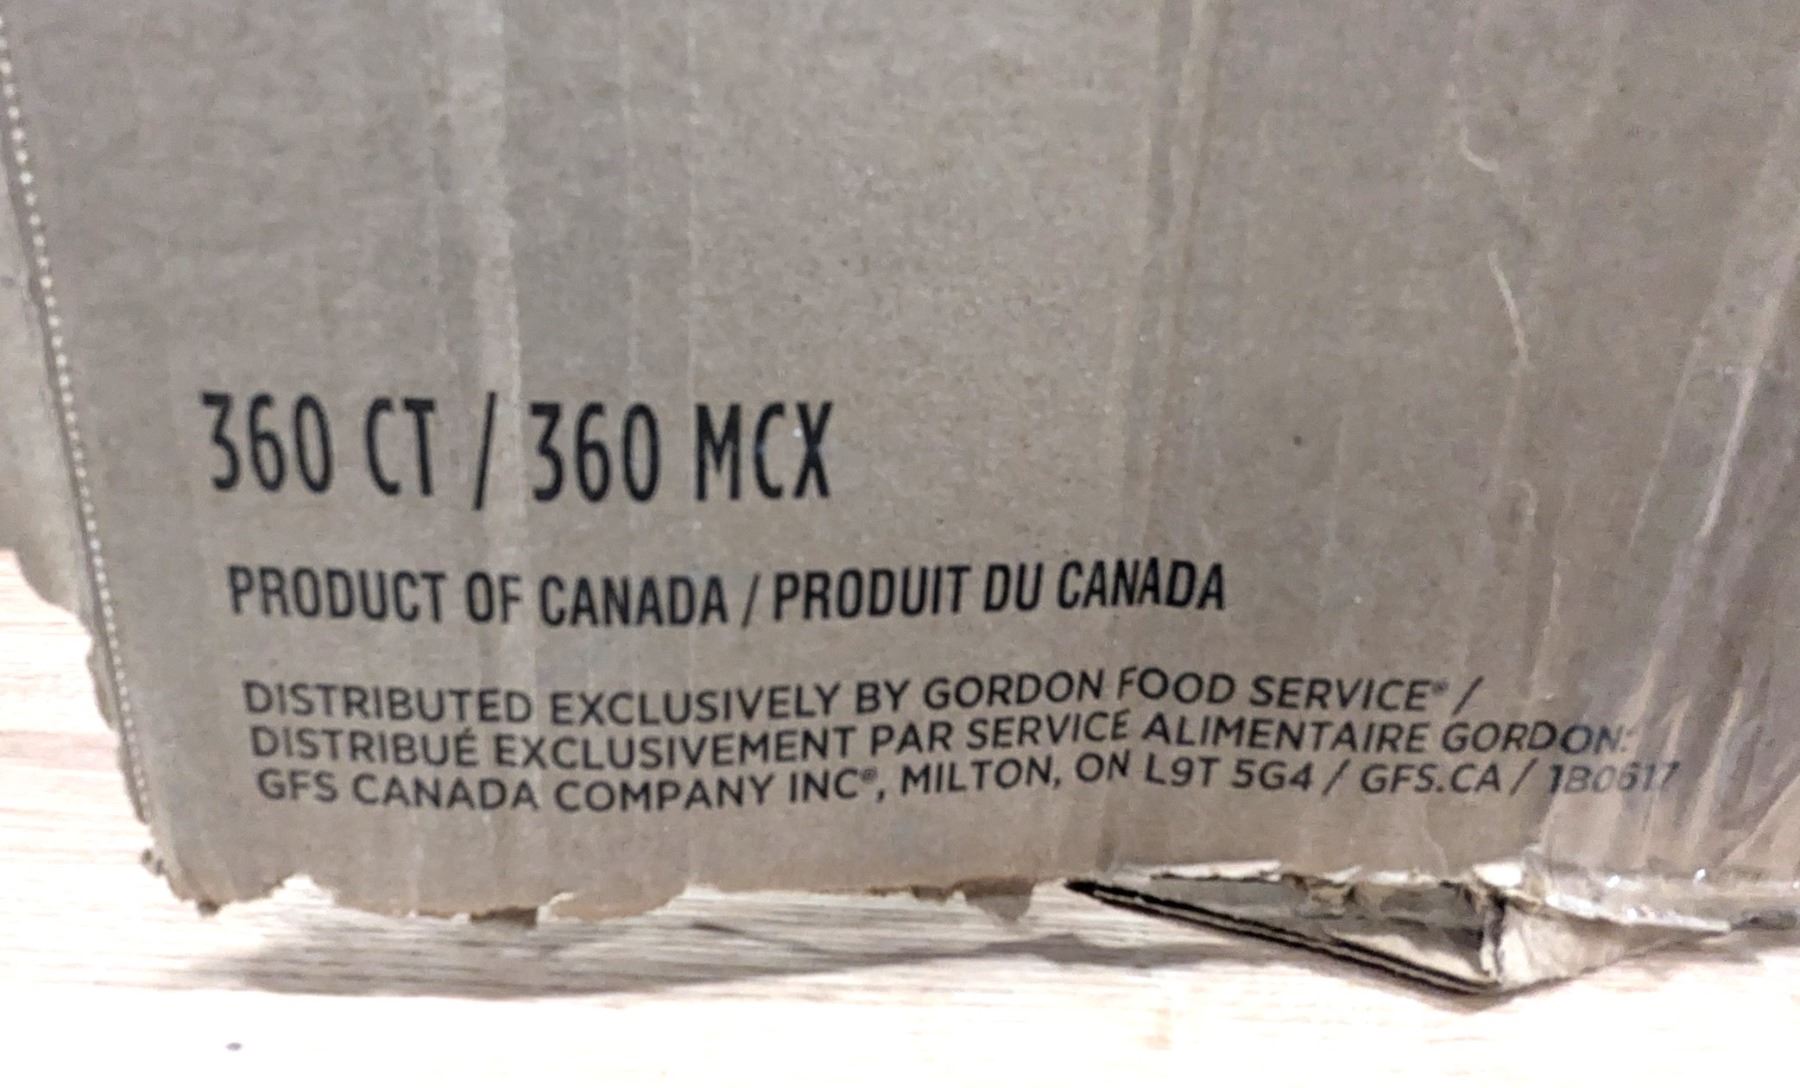 360 CT / 360 MCX
PRODUCT OF CANADA / PRODUIT DU CANADA
DISTRIBUTED EXCLUSIVELY BY GORDON FOOD SERVICE® /
DISTRIBUÉ EXCLUSIVEMENT PAR SERVICE ALIMENTAIRE GORDON:
GFS CANADA COMPANY INC®, MILTON, ON L9T 5G4 / GFS.CA / 1B0617